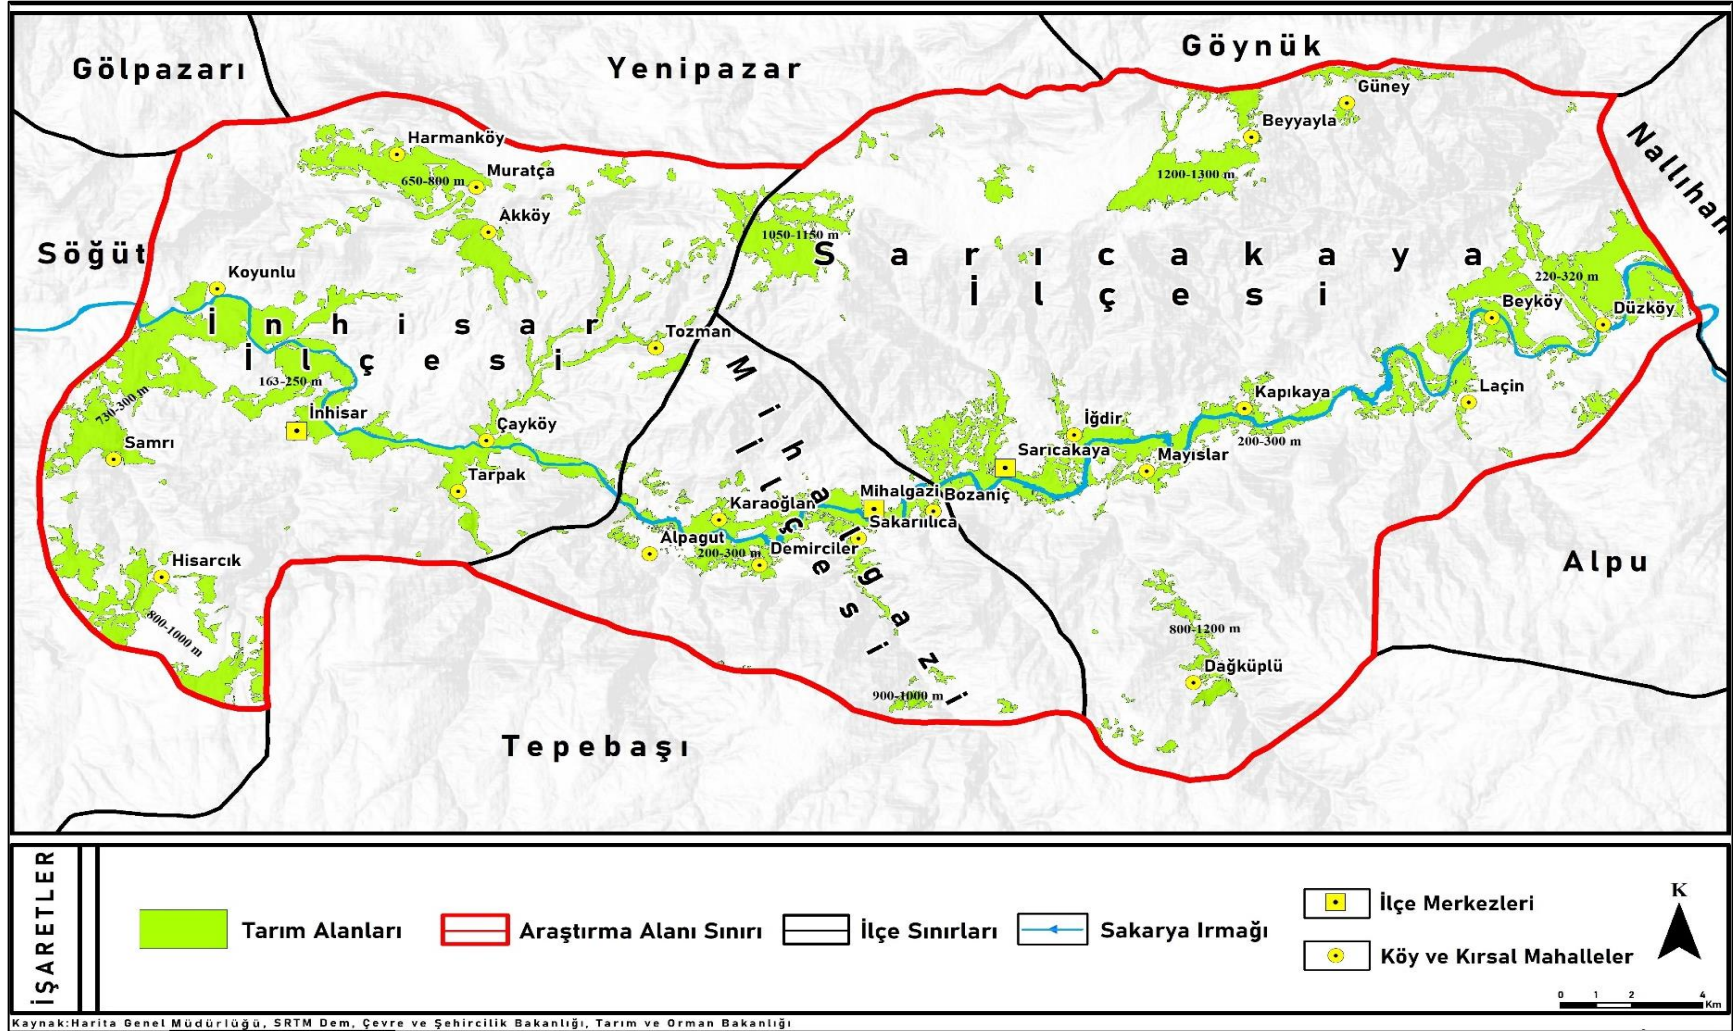 Göynük
Gölpazarı
Yenipazar
Güney
Beyyayla
Nallıhan
Harmanköy
Muratça
650-800 m
1200-1300 m
Akköy
1050-1150 m
Söğüt
Sarıcakaya
İlçesi
Koyunlu
220-320 m
Beyköy
Düzköy
İnhisar
İlçesi
Tozman
163-250 m
730-300 m
Mihalgazi
İlçesi
Laçin
Kapıkaya
İnhisar
İğdir
200-300 m
Çayköy
Samrı
Sarıcakaya
Mayıslar
Tarpak
Mihalgazi
Bozaniç
Karaoğlan
Sakarıılıca
Alpagut
200-300 m
Demirciler
Hisarcık
Alpu
800-1000 m
800-1200 m
Dağküplü
900-1000 m
Tepebaşı
İŞARETLER
Tarım Alanları
Araştırma Alanı Sınırı
İlçe Sınırları
Sakarya Irmağı
İlçe Merkezleri
Köy ve Kırsal Mahalleler
K
0 1 2 4
Km
Kaynak:Harita Genel Müdürlüğü, SRTM Dem, Çevre ve Şehircilik Bakanlığı, Tarım ve Orman Bakanlığı